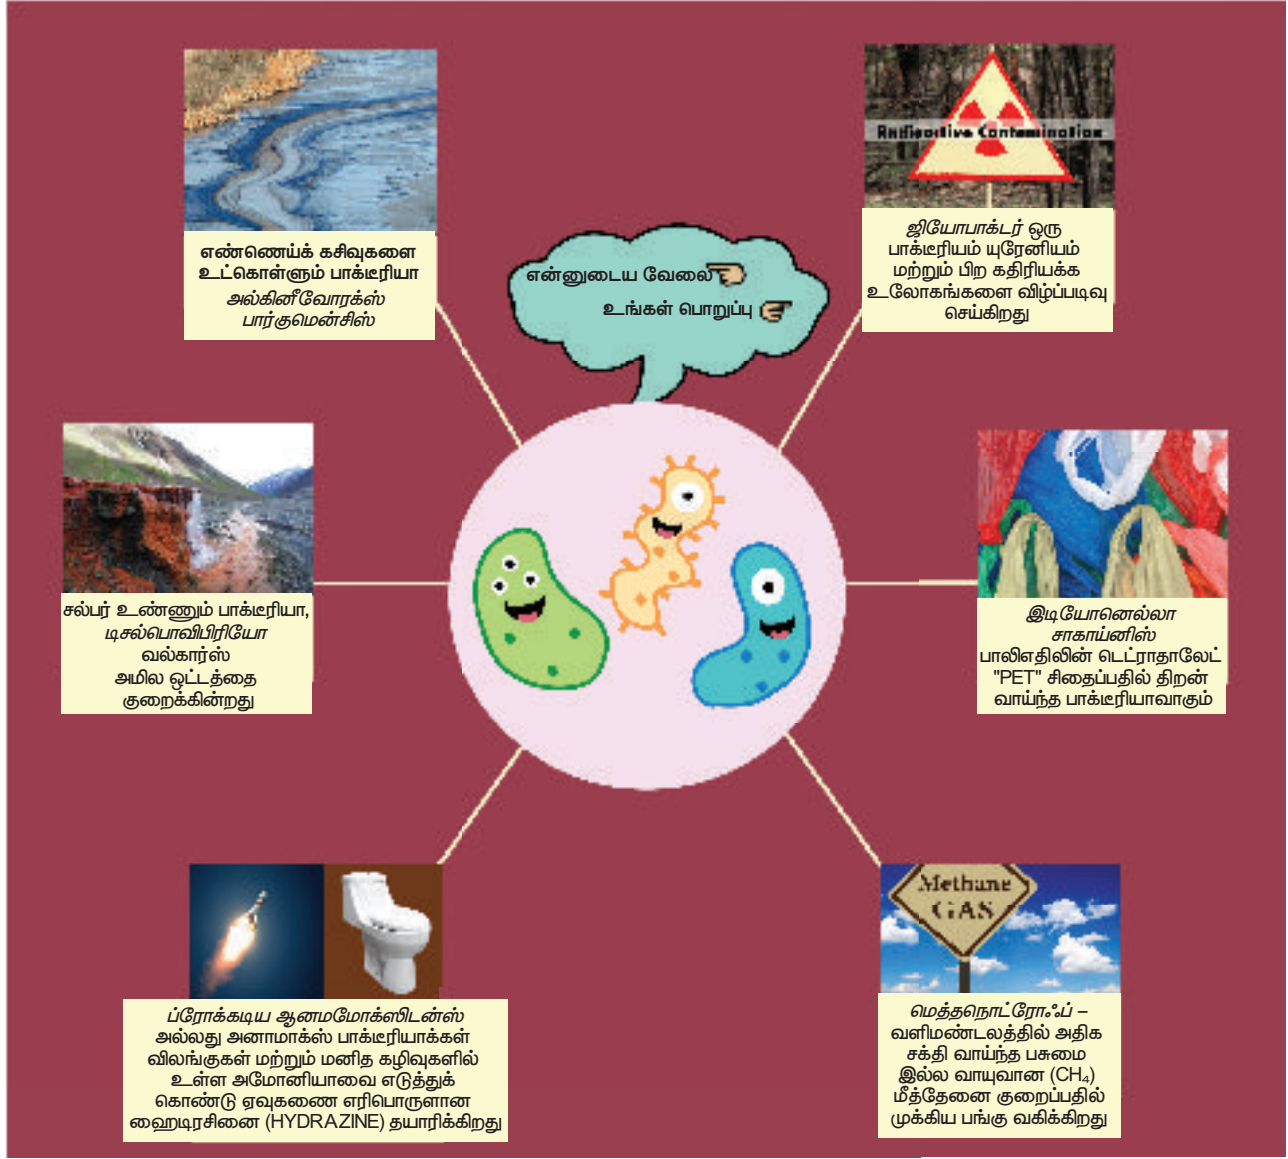 எண்ணெய்க் கசிவுகளை
உட்கொள்ளும் பாக்டீரியா
அல்கினீவோரக்ஸ்
பார்குமென்சிஸ்
என்னுடைய வேலை
உங்கள் பொறுப்பு
Radioactive Contamination
ஜியோபாக்டர் ஒரு
பாக்டீரியம் யுரேனியம்
மற்றும் பிற கதிரியக்க
உலோகங்களை விழ்ப்படிவு
செய்கிறது
சல்பர் உண்ணும் பாக்டீரியா,
டிசல்பொவிபிரியோ
வல்கார்ஸ்
அமில ஒட்டத்தை
குறைக்கின்றது
இடியோனெல்லா
சாகாய்னிஸ்
பாலிஎதிலின் டெட்ராதாலேட்
"PET" சிதைப்பதில் திறன்
வாய்ந்த பாக்டீரியாவாகும்
ப்ரோக்கடிய ஆனமமோக்ஸிடன்ஸ்
அல்லது அனாமாக்ஸ் பாக்டீரியாக்கள்
விலங்குகள் மற்றும் மனித கழிவுகளில்
உள்ள அமோனியாவை எடுத்துக்
கொண்டு ஏவுகணை எரிபொருளான
ஹைடிரசினை (HYDRAZINE) தயாரிக்கிறது
Methane
GAS
மெத்தநொட்ரோஃப் –
வளிமண்டலத்தில் அதிக
சக்தி வாய்ந்த பசுமை
இல்ல வாயுவான (CH₄)
மீத்தேனை குறைப்பதில்
முக்கிய பங்கு வகிக்கிறது